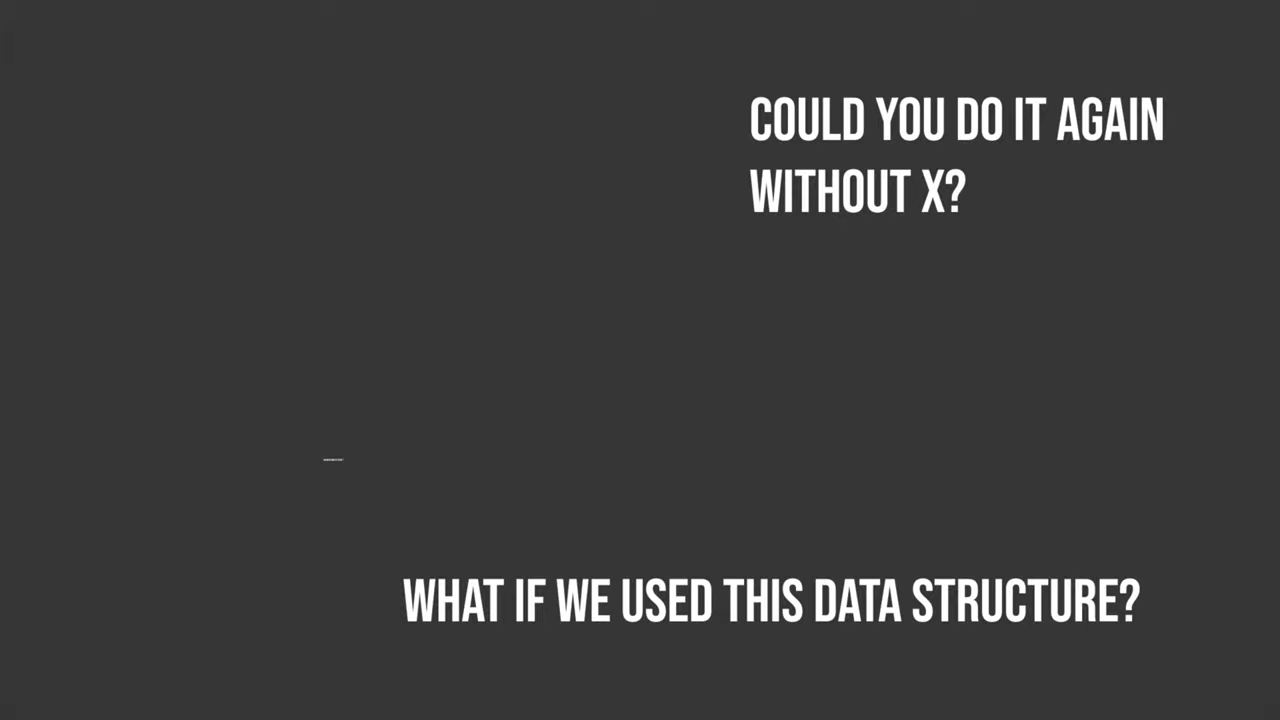 COULD YOU DO IT AGAIN
WITHOUT X?
WHAT IF WE USED THIS DATA STRUCTURE?